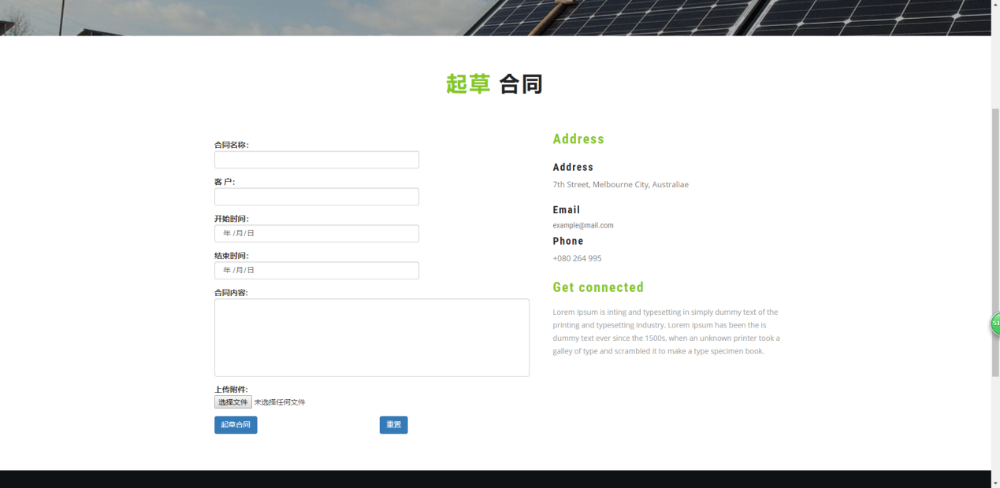 起草 合同
合同名称:
客 户:
开始时间:
年 /月/日
结束时间:
年 /月/日
合同内容:
上传附件:
选择文件 未选择任何文件
起草合同 重置
Address
Address
7th Street, Melbourne City, Australiae
Email
example@mail.com
Phone
+080 264 995
Get connected
Lorem Ipsum is inting and typesetting in simply dummy text of the
printing and typesetting industry. Lorem Ipsum has been the is
dummy text ever since the 1500s, when an unknown printer took a
galley of type and scrambled it to make a type specimen book.